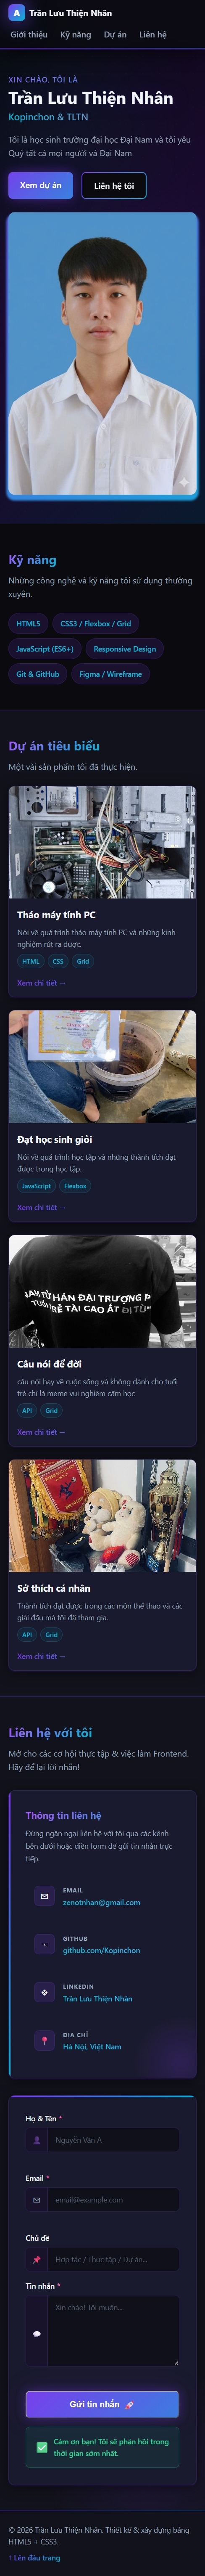 A Trần Lưu Thiện Nhân
Giới thiệu Kỹ năng Dự án Liên hệ
XIN CHÀO, TÔI LÀ
Trần Lưu Thiện Nhân
Kopinchon & TLTN
Tôi là học sinh trường đại học Đại Nam và tôi yêu
Quý tất cả mọi người và Đại Nam
Xem dự án
Liên hệ tôi
Kỹ năng
Những công nghệ và kỹ năng tôi sử dụng thường
xuyên.
HTML5
CSS3 / Flexbox / Grid
JavaScript (ES6+)
Responsive Design
Git & GitHub
Figma / Wireframe
Dự án tiêu biểu
Một vài sản phẩm tôi đã thực hiện.
Tháo máy tính PC
Nói về quá trình tháo máy tính PC và những kinh
nghiệm rút ra được.
HTML CSS Grid
Xem chi tiết →
Đạt học sinh giỏi
Nói về quá trình học tập và những thành tích đạt
được trong học tập.
JavaScript Flexbox
Xem chi tiết →
NAM TỬ HÁN ĐẠI TRƯỢNG P
TUỔI TRẺ TÀI CAO ẤT ĐI TÙ"
Câu nói để đời
câu nói hay về cuộc sống và không dành cho tuổi
trẻ chỉ là meme vui nghiêm cấm học
API Grid
Xem chi tiết →
Sở thích cá nhân
Thành tích đạt được trong các môn thể thao và các
giải đấu mà tôi đã tham gia.
API Grid
Xem chi tiết →
Liên hệ với tôi
Mở cho các cơ hội thực tập & việc làm Frontend.
Hãy để lại lời nhắn!
Thông tin liên hệ
Đừng ngần ngại liên hệ với tôi qua các kênh
bên dưới hoặc điền form để gửi tin nhắn trực
tiếp.
EMAIL
zenotnhan@gmail.com
GITHUB
github.com/Kopinchon
LINKEDIN
Trần Lưu Thiện Nhân
ĐỊA CHỈ
Hà Nội, Việt Nam
Họ & Tên *
Nguyễn Văn A
Email *
email@example.com
Chủ đề
Hợp tác / Thực tập / Dự án...
Tin nhắn *
Xin chào! Tôi muốn...
Gửi tin nhắn
Cảm ơn bạn! Tôi sẽ phản hồi trong
thời gian sớm nhất.
© 2026 Trần Lưu Thiện Nhân. Thiết kế & xây dựng bằng
HTML5 + CSS3.
↑ Lên đầu trang